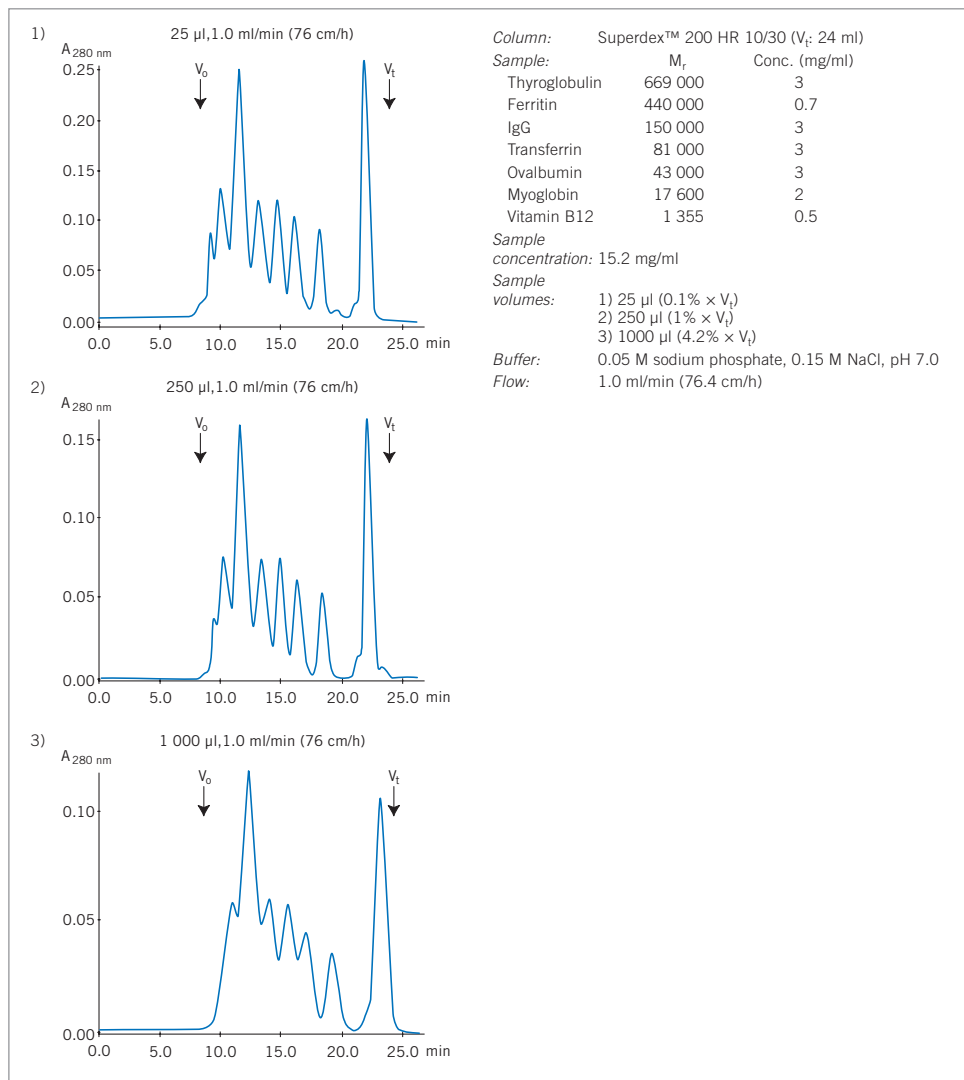 1)
25 µl,1.0 ml/min (76 cm/h)
A280 nm
Vo
Vt
0.25
0.20
0.15
0.10
0.05
0.00
0.0 5.0 10.0 15.0 20.0 25.0 min
2)
250 µl,1.0 ml/min (76 cm/h)
A280 nm
Vo
Vt
0.15
0.10
0.05
0.00
0.0 5.0 10.0 15.0 20.0 25.0 min
3)
1 000 µl,1.0 ml/min (76 cm/h)
A280 nm
Vo
Vt
0.10
0.05
0.00
0.0 5.0 10.0 15.0 20.0 25.0 min
Column: Superdex™ 200 HR 10/30 (Vt: 24 ml)
Sample: Mr Conc. (mg/ml)
Thyroglobulin 669 000 3
Ferritin 440 000 0.7
IgG 150 000 3
Transferrin 81 000 3
Ovalbumin 43 000 3
Myoglobin 17 600 2
Vitamin B12 1 355 0.5
Sample
concentration: 15.2 mg/ml
Sample
volumes: 1) 25 µl (0.1% × Vt)
2) 250 µl (1% × Vt)
3) 1000 µl (4.2% × Vt)
Buffer: 0.05 M sodium phosphate, 0.15 M NaCl, pH 7.0
Flow: 1.0 ml/min (76.4 cm/h)